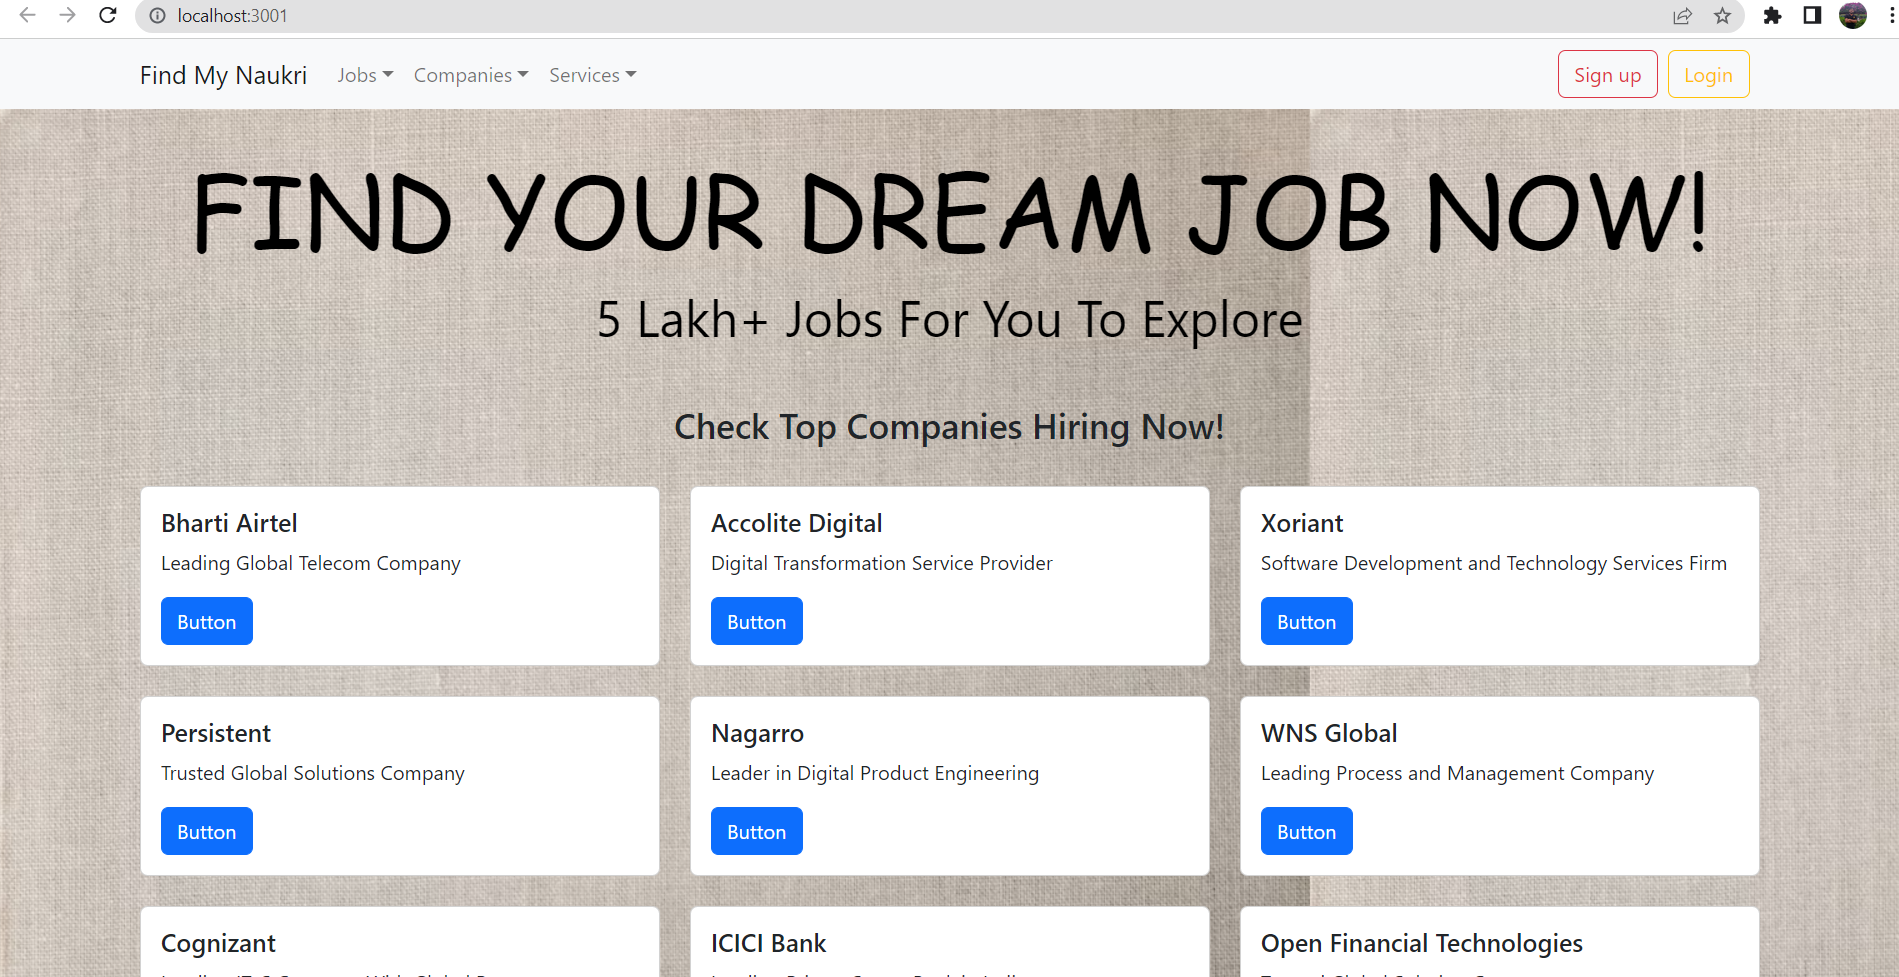 localhost:3001
Find My Naukri Jobs Companies Services Sign up Login
FIND YOUR DREAM JOB NOW!
5 Lakh+ Jobs For You To Explore
Check Top Companies Hiring Now!
Bharti Airtel
Leading Global Telecom Company
Button
Accolite Digital
Digital Transformation Service Provider
Button
Xoriant
Software Development and Technology Services Firm
Button
Persistent
Trusted Global Solutions Company
Button
Nagarro
Leader in Digital Product Engineering
Button
WNS Global
Leading Process and Management Company
Button
Cognizant
ICICI Bank
Open Financial Technologies